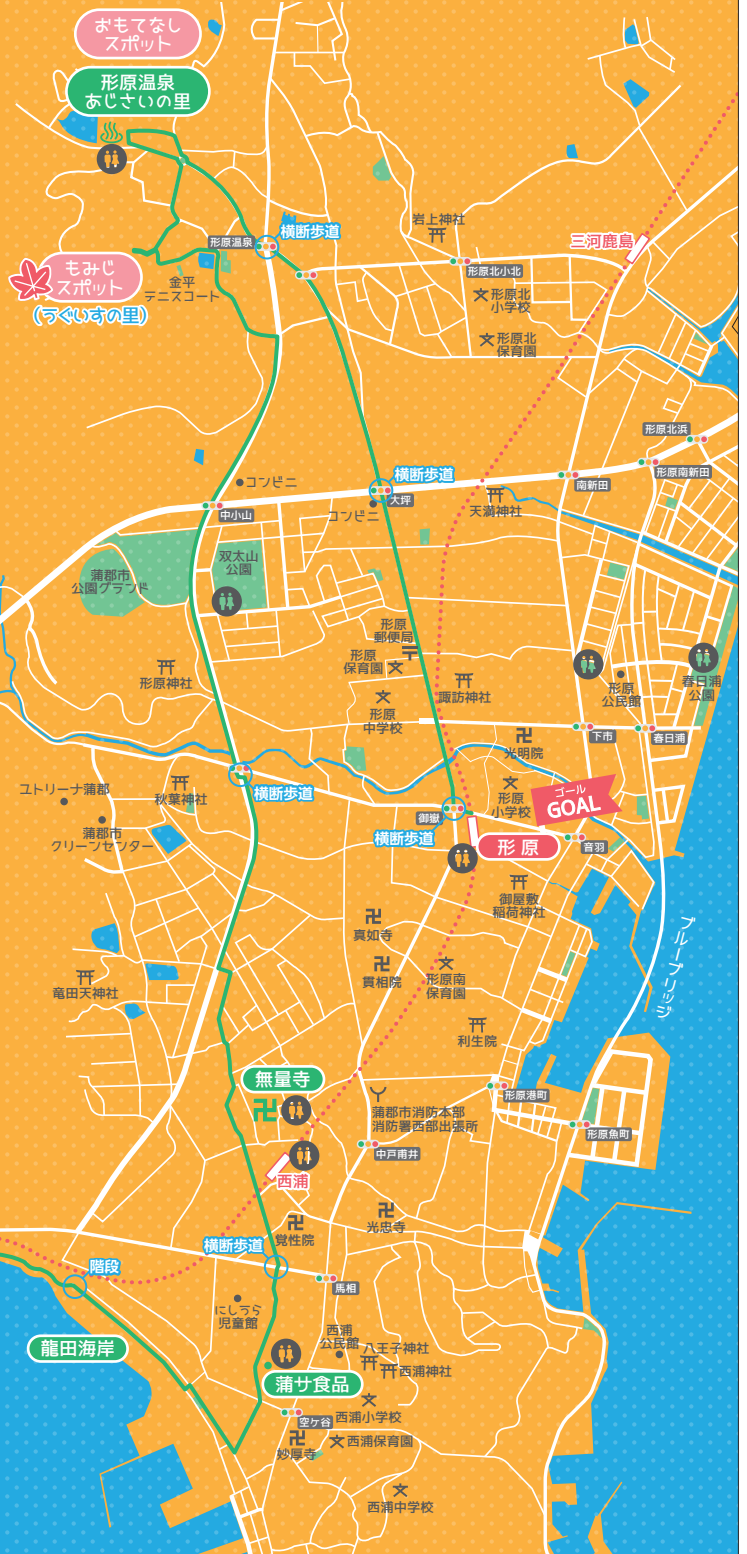 おもてなし
スポット
形原温泉
あじさいの里
横断歩道
形原温泉
もみじ
スポット
(うぐいすの里)
金平
テニスコート
岩上神社
三河鹿島
形原北小北
形原北
小学校
形原北
保育園
形原北浜
形原南新田
南新田
横断歩道
大坪
コンビニ
コンビニ
天満神社
中小山
双太山
公園
蒲郡市
公園グランド
形原
郵便局
形原
保育園
形原神社
形原
中学校
諏訪神社
形原
公民館
春日浦
公園
下市
春日浦
光明院
ユトリーナ蒲郡
秋葉神社
横断歩道
蒲郡市
クリーンセンター
形原
小学校
ゴール
GOAL
御嶽
横断歩道
形原
音羽
御屋敷
稲荷神社
真如寺
貫相院
形原南
保育園
ブルーブリッジ
竜田天神社
利生院
無量寺
形原港町
蒲郡市消防本部
消防署西部出張所
形原魚町
中戸甫井
西浦
光忠寺
覚性院
横断歩道
階段
馬相
にしうら
児童館
龍田海岸
西浦
公民館
八王子神社
西浦神社
蒲サ食品
空ケ谷
西浦小学校
西浦保育園
妙厚寺
西浦中学校